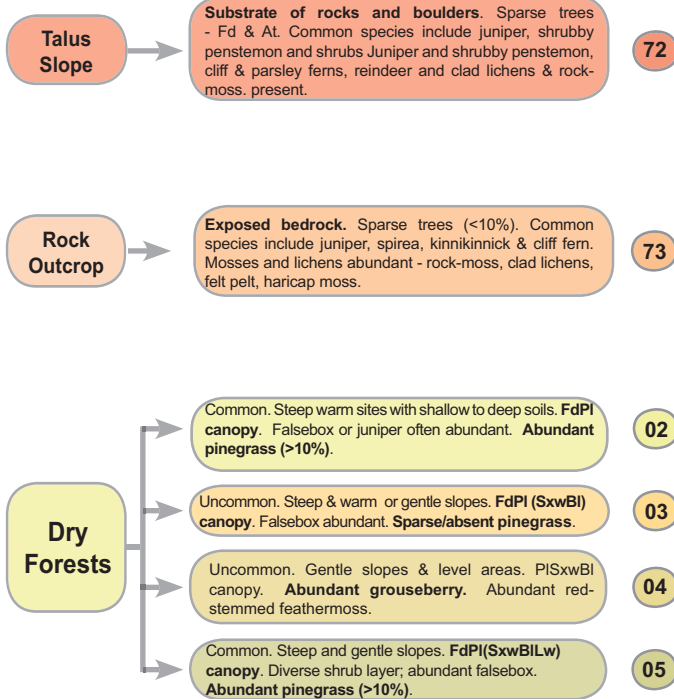 Talus
Slope
Substrate of rocks and boulders. Sparse trees
- Fd & At. Common species include juniper, shrubby
penstemon and shrubs Juniper and shrubby penstemon,
cliff & parsley ferns, reindeer and clad lichens & rock-
moss. present.
72
Rock
Outcrop
Exposed bedrock. Sparse trees (<10%). Common
species include juniper, spirea, kinnikinnick & cliff fern.
Mosses and lichens abundant - rock-moss, clad lichens,
felt pelt, haricap moss.
73
Dry
Forests
Common. Steep warm sites with shallow to deep soils. FdPl
canopy. Falsebox or juniper often abundant. Abundant
pinegrass (>10%).
02
Uncommon. Steep & warm or gentle slopes. FdPl (SxwBl)
canopy. Falsebox abundant. Sparse/absent pinegrass.
03
Uncommon. Gentle slopes & level areas. PlSxwBl
canopy. Abundant grouseberry. Abundant red-
stemmed feathermoss.
04
Common. Steep and gentle slopes. FdPl(SxwBlLw)
canopy. Diverse shrub layer; abundant falsebox.
Abundant pinegrass (>10%).
05